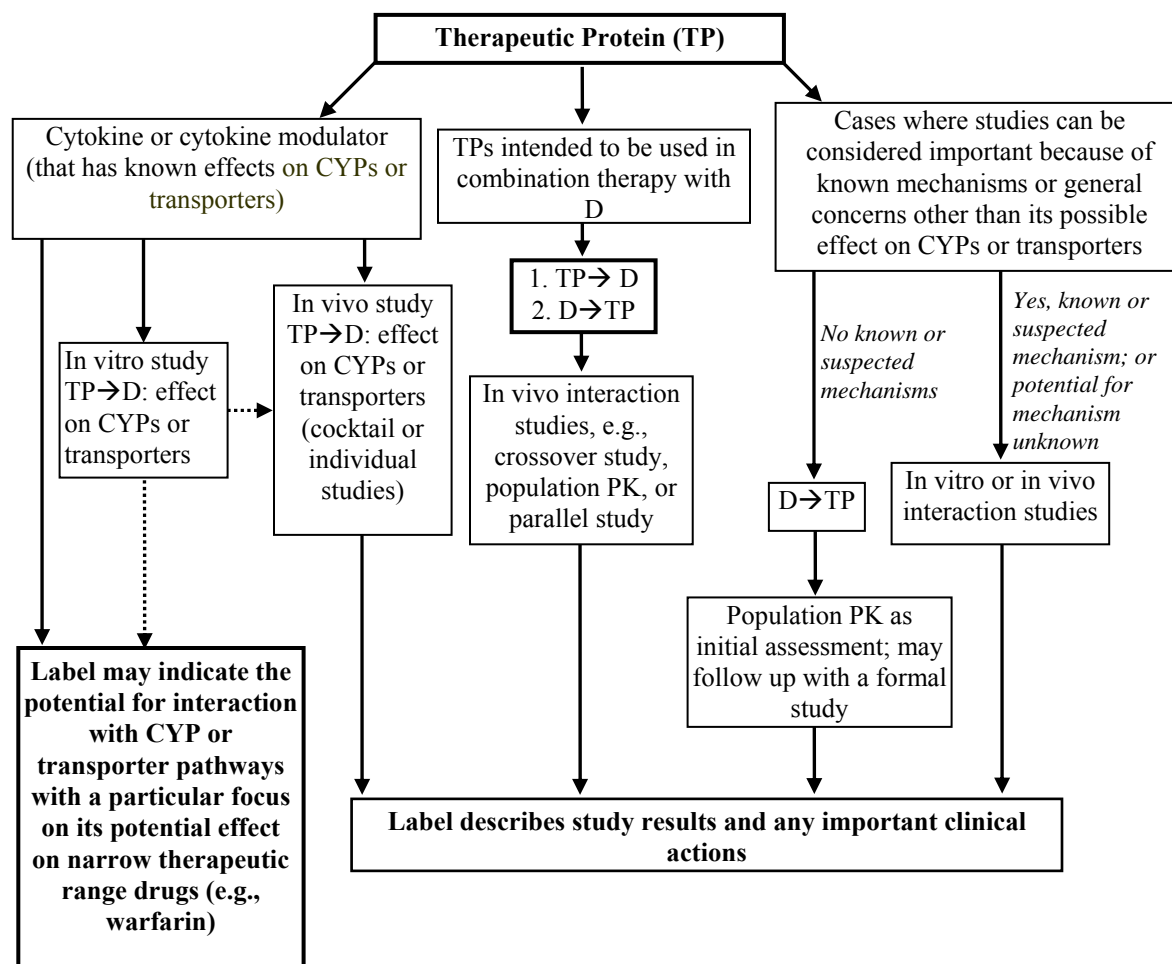 Therapeutic Protein (TP)
Cytokine or cytokine modulator
(that has known effects on CYPs or
transporters)
TPs intended to be used in
combination therapy with
D
Cases where studies can be
considered important because of
known mechanisms or general
concerns other than its possible
effect on CYPs or transporters
In vitro study
TP→D: effect
on CYPs or
transporters
In vivo study
TP→D: effect
on CYPs or
transporters
(cocktail or
individual
studies)
1. TP→ D
2. D→TP
No known or
suspected
mechanisms
Yes, known or
suspected
mechanism; or
potential for
mechanism
unknown
In vivo interaction
studies, e.g.,
crossover study,
population PK, or
parallel study
D→TP
In vitro or in vivo
interaction studies
Population PK as
initial assessment; may
follow up with a formal
study
Label may indicate the
potential for interaction
with CYP or
transporter pathways
with a particular focus
on its potential effect
on narrow therapeutic
range drugs (e.g.,
warfarin)
Label describes study results and any important clinical
actions